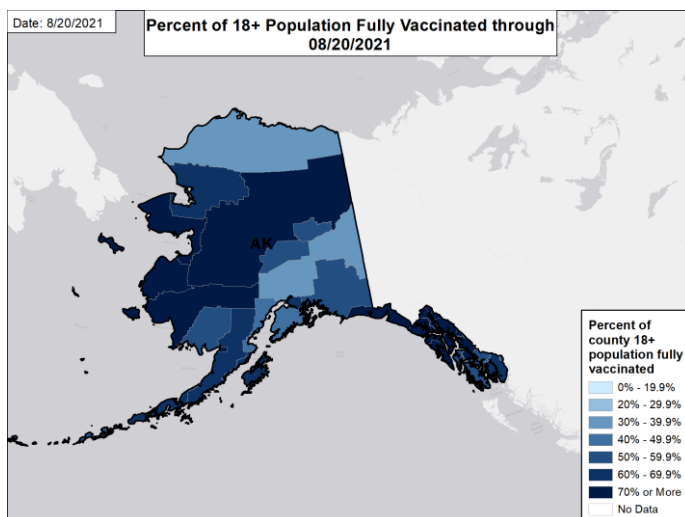 Date: 8/20/2021
Percent of 18+ Population Fully Vaccinated through
08/20/2021
AK
Percent of
county 18+
population fully
vaccinated
0% - 19.9%
20% - 29.9%
30% - 39.9%
40% - 49.9%
50% - 59.9%
60% - 69.9%
70% or More
No Data